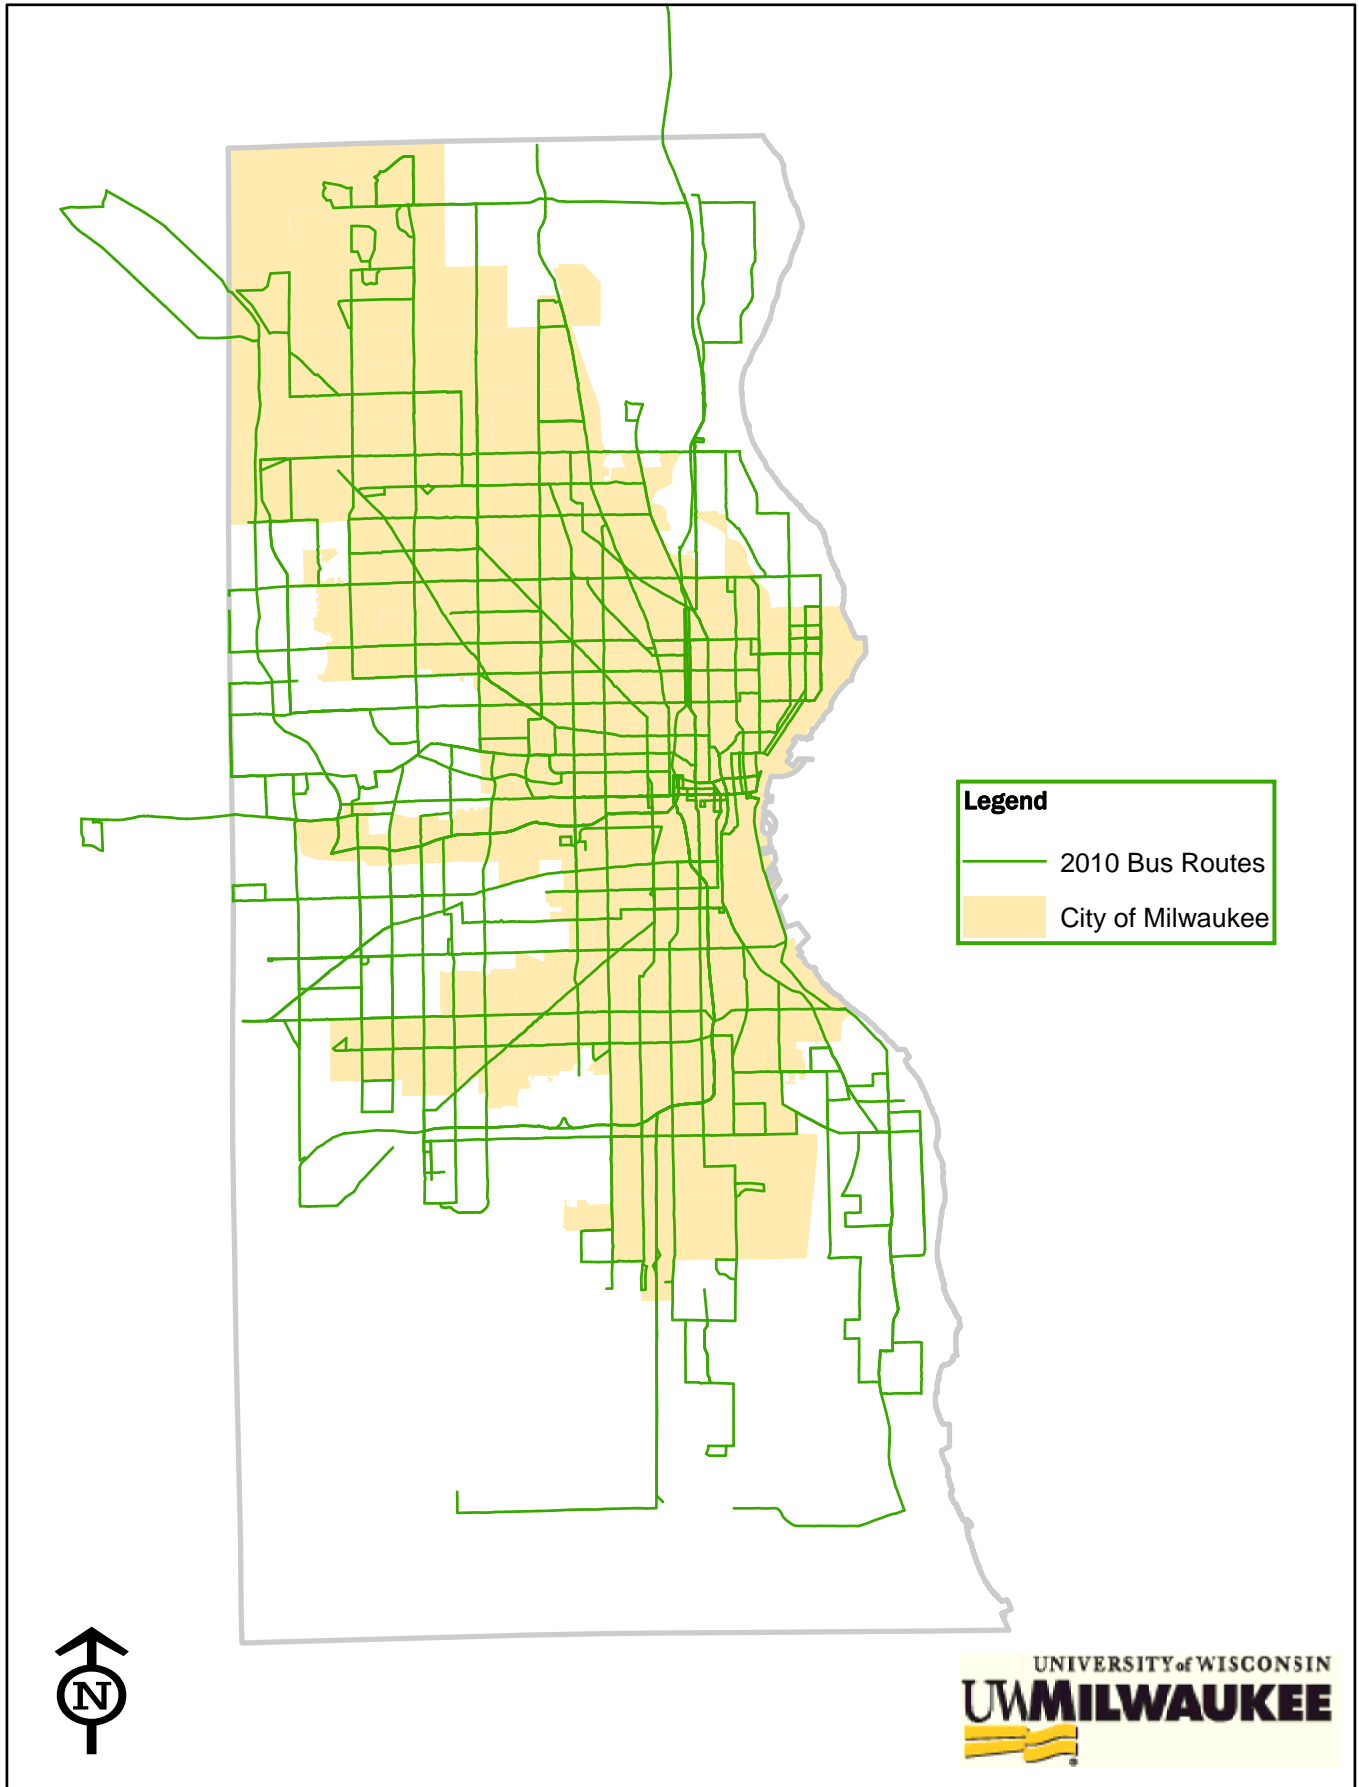 Legend
2010 Bus Routes
City of Milwaukee
N
UNIVERSITY of WISCONSIN
UWMILWAUKEE
®